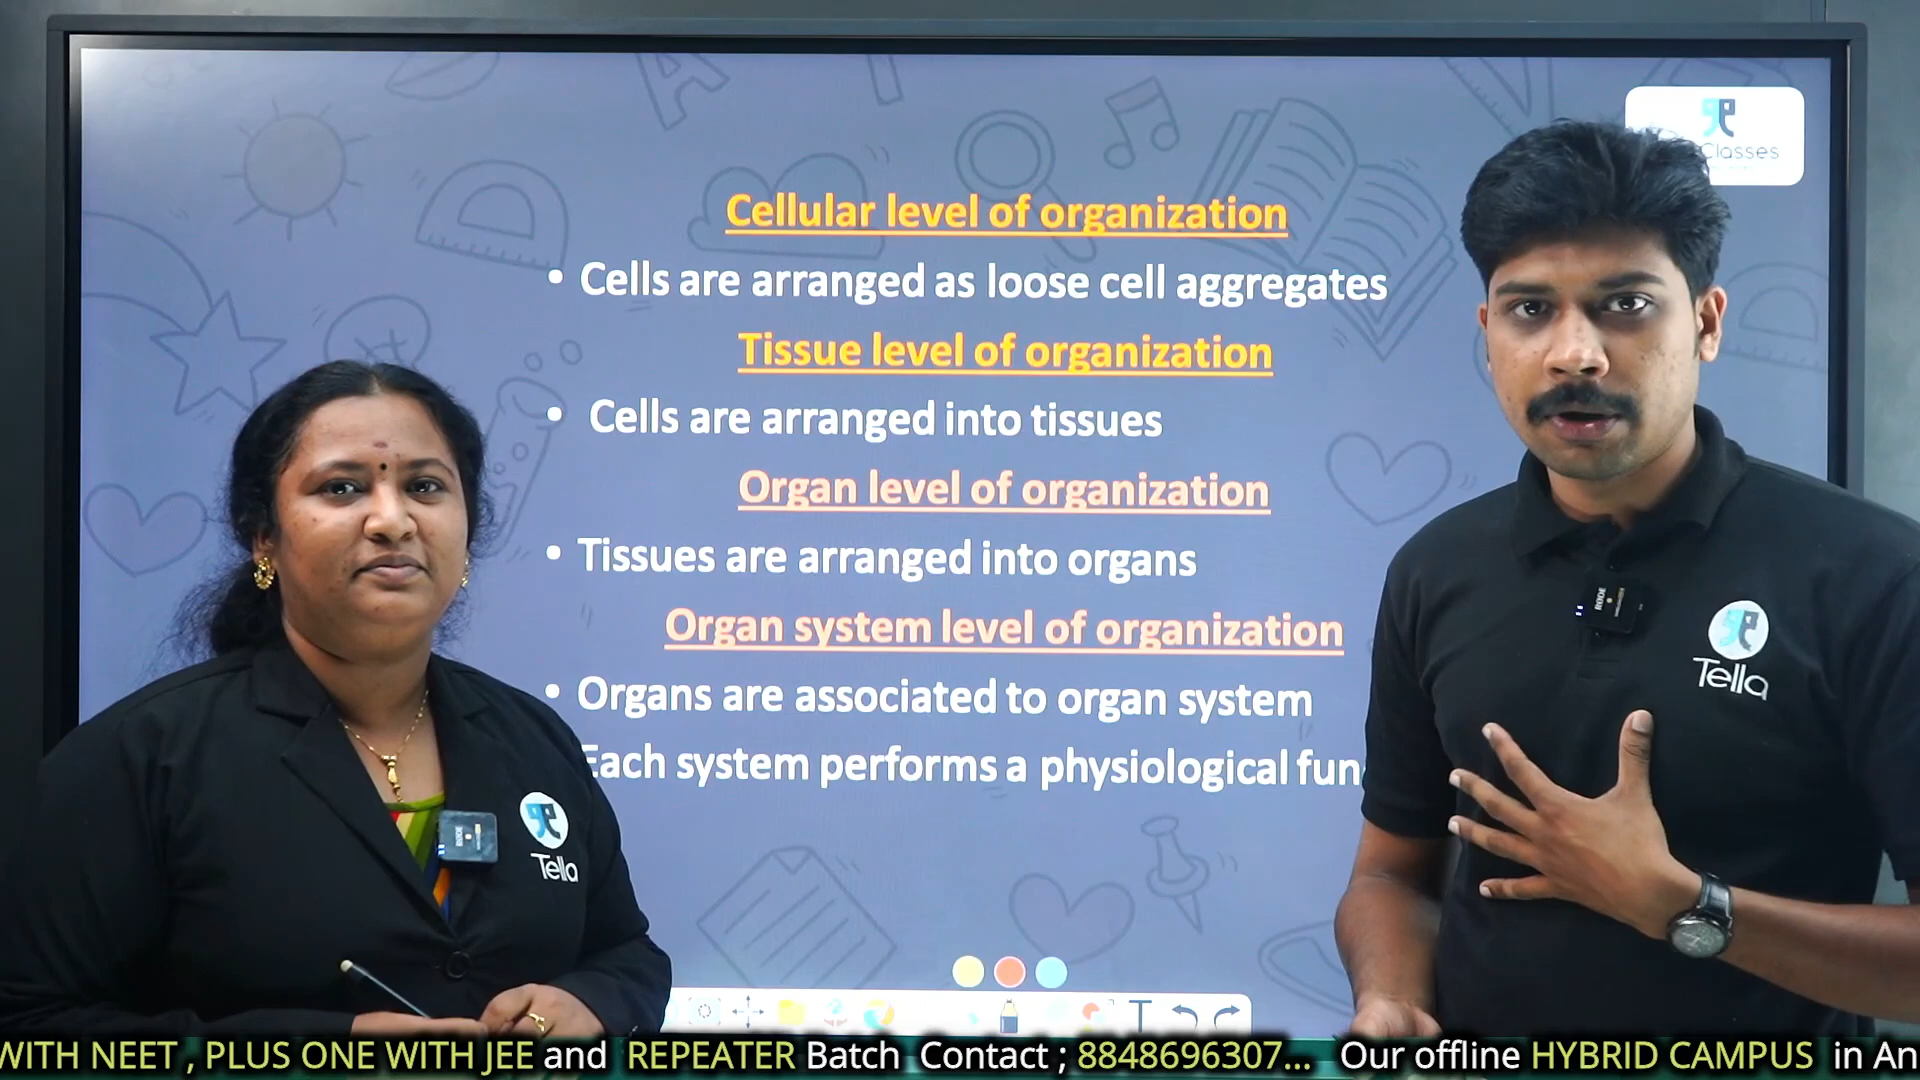 Classes
Cellular level of organization
• Cells are arranged as loose cell aggregates
Tissue level of organization
• Cells are arranged into tissues
Organ level of organization
• Tissues are arranged into organs
Organ system level of organization
• Organs are associated to organ system
Each system performs a physiological
RODE
Tella
RODE
Tella
T
WITH NEET , PLUS ONE WITH JEE and REPEATER Batch Contact ; 8848696307... Our offline HYBRID CAMPUS in